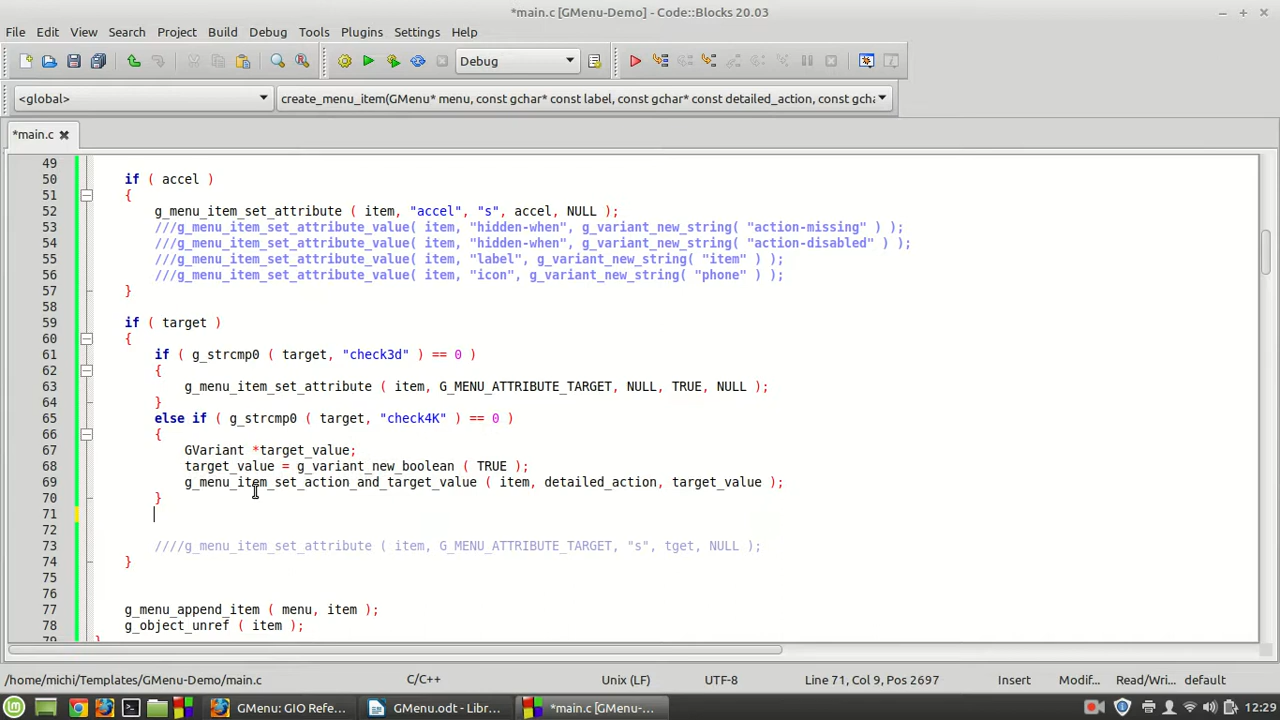 *main.c [GMenu-Demo] - Code::Blocks 20.03
File Edit View Search Project Build Debug Tools Plugins Settings Help
Debug
<global> create_menu_item(GMenu* menu, const gchar* const label, const gchar* const detailed_action, const gcha
*main.c
49
50 if ( accel )
51 {
52 g_menu_item_set_attribute ( item, "accel", "s", accel, NULL );
53 ///g_menu_item_set_attribute_value( item, "hidden-when", g_variant_new_string( "action-missing" ) );
54 ///g_menu_item_set_attribute_value( item, "hidden-when", g_variant_new_string( "action-disabled" ) );
55 ///g_menu_item_set_attribute_value( item, "label", g_variant_new_string( "item" ) );
56 ///g_menu_item_set_attribute_value( item, "icon", g_variant_new_string( "phone" ) );
57 }
58
59 if ( target )
60 {
61 if ( g_strcmp0 ( target, "check3d" ) == 0 )
62 {
63 g_menu_item_set_attribute ( item, G_MENU_ATTRIBUTE_TARGET, NULL, TRUE, NULL );
64 }
65 else if ( g_strcmp0 ( target, "check4K" ) == 0 )
66 {
67 GVariant *target_value;
68 target_value = g_variant_new_boolean ( TRUE );
69 g_menu_item_set_action_and_target_value ( item, detailed_action, target_value );
70 }
71
72
73 ////g_menu_item_set_attribute ( item, G_MENU_ATTRIBUTE_TARGET, "s", tget, NULL );
74 }
75
76
77 g_menu_append_item ( menu, item );
78 g_object_unref ( item );
79 }
/home/michi/Templates/GMenu-Demo/main.c C/C++ Unix (LF) UTF-8 Line 71, Col 9, Pos 2697 Insert Modif... Read/Wri... default
GMenu: GIO Refe... GMenu.odt - Libr... *main.c [GMenu-... 12:29